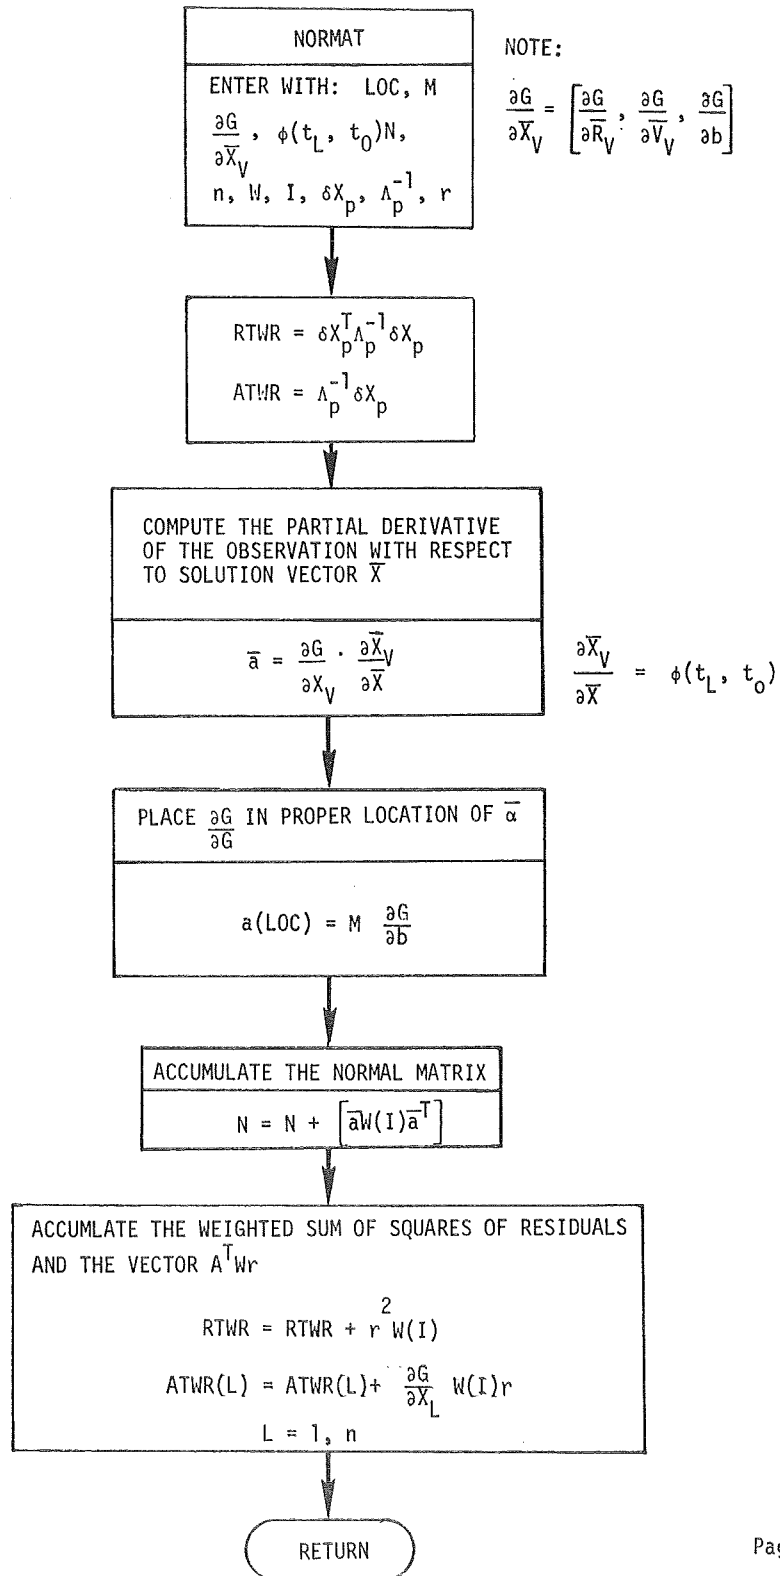 NORMAT
NOTE:
ENTER WITH: LOC, M
∂G/∂X̅_V, φ(t_L, t_o)N,
n, W, I, δX_p, Λ_p^-1, r
∂G/∂X̅_V = [∂G/∂R̅_V, ∂G/∂V̅_V, ∂G/∂b]
RTWR = δX_p^T Λ_p^-1 δX_p
ATWR = Λ_p^-1 δX_p
COMPUTE THE PARTIAL DERIVATIVE
OF THE OBSERVATION WITH RESPECT
TO SOLUTION VECTOR X̅
a̅ = ∂G/∂X_V · ∂X̅_V/∂X̅
∂X̅_V/∂X̅ = φ(t_L, t_o)
PLACE ∂G/∂G IN PROPER LOCATION OF α̅
a(LOC) = M ∂G/∂b
ACCUMULATE THE NORMAL MATRIX
N = N + [a̅W(I)a̅^T]
ACCUMLATE THE WEIGHTED SUM OF SQUARES OF RESIDUALS
AND THE VECTOR A^TWr
RTWR = RTWR + r^2 W(I)
ATWR(L) = ATWR(L)+ ∂G/∂X_L W(I)r
L = 1, n
RETURN
Pag